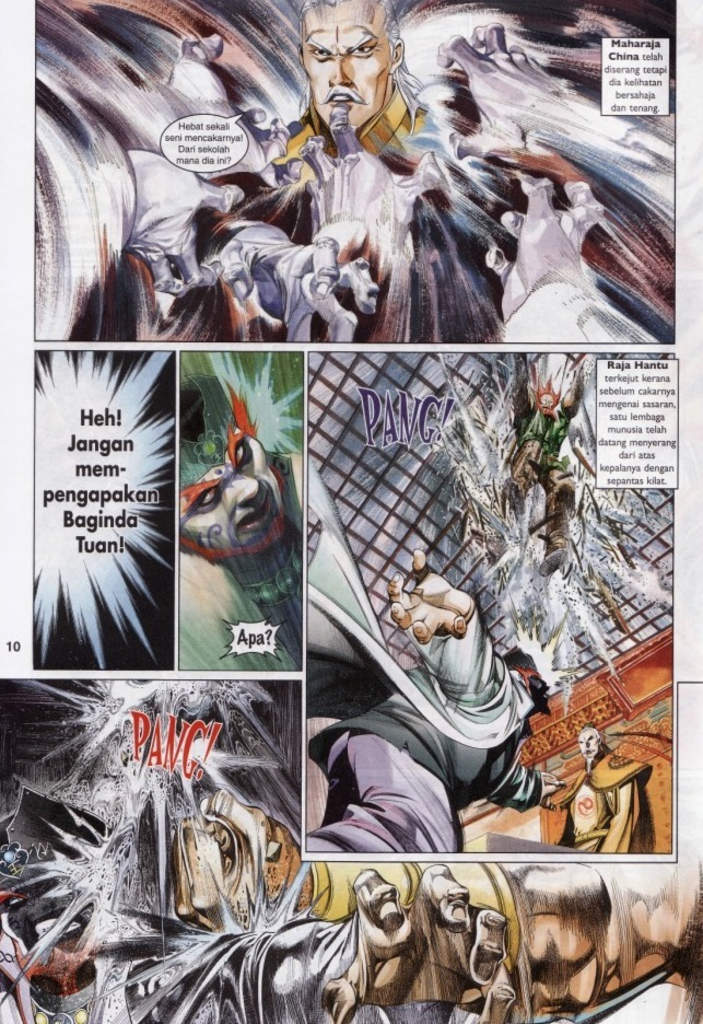 Maharaja
China telah
diserang tetapi
dia kelihatan
bersahaja
dan tenang.
Hebat sekali
seni mencakarnya!
Dari sekolah
mana dia ini?
Heh!
Jangan
mem-
pengapakan
Baginda
Tuan!
Apa?
PANG!
Raja Hantu
terkejut kerana
sebelum cakarnya
mengenai sasaran,
satu lembaga
munusia telah
datang menyerang
dari atas
kepalanya dengan
sepantas kilat.
10
PANG!